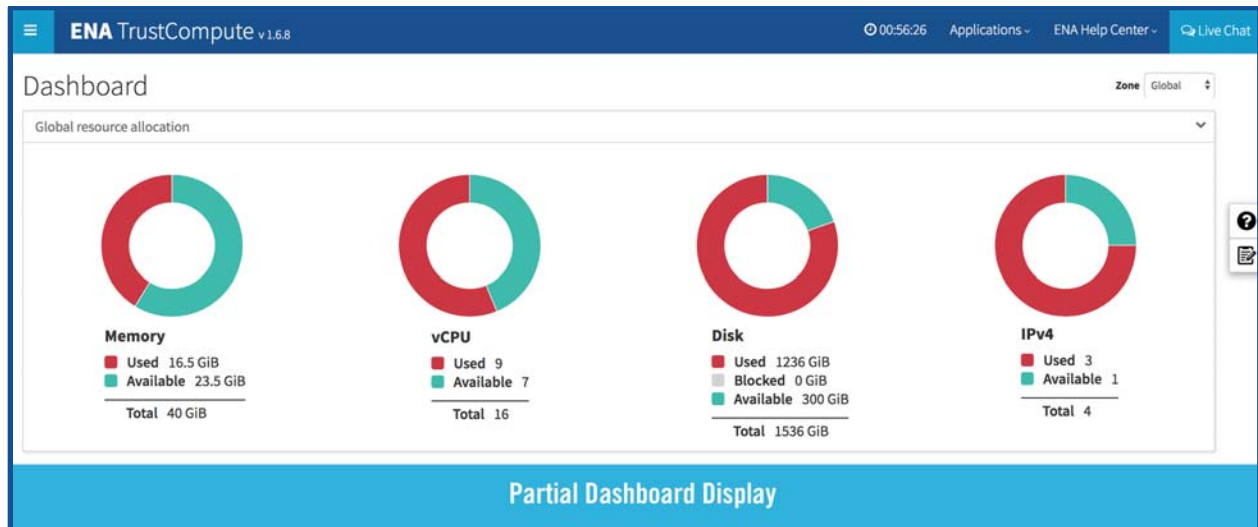 ENA TrustCompute v 1.6.8
00:56:26 Applications ENA Help Center Live Chat
Dashboard
Zone Global
Global resource allocation
Memory
Used 16.5 GiB
Available 23.5 GiB
Total 40 GiB
vCPU
Used 9
Available 7
Total 16
Disk
Used 1236 GiB
Blocked 0 GiB
Available 300 GiB
Total 1536 GiB
IPv4
Used 3
Available 1
Total 4
Partial Dashboard Display